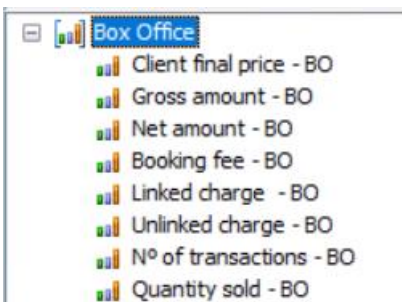 Box Office
Client final price - BO
Gross amount - BO
Net amount - BO
Booking fee - BO
Linked charge - BO
Unlinked charge - BO
Nº of transactions - BO
Quantity sold - BO